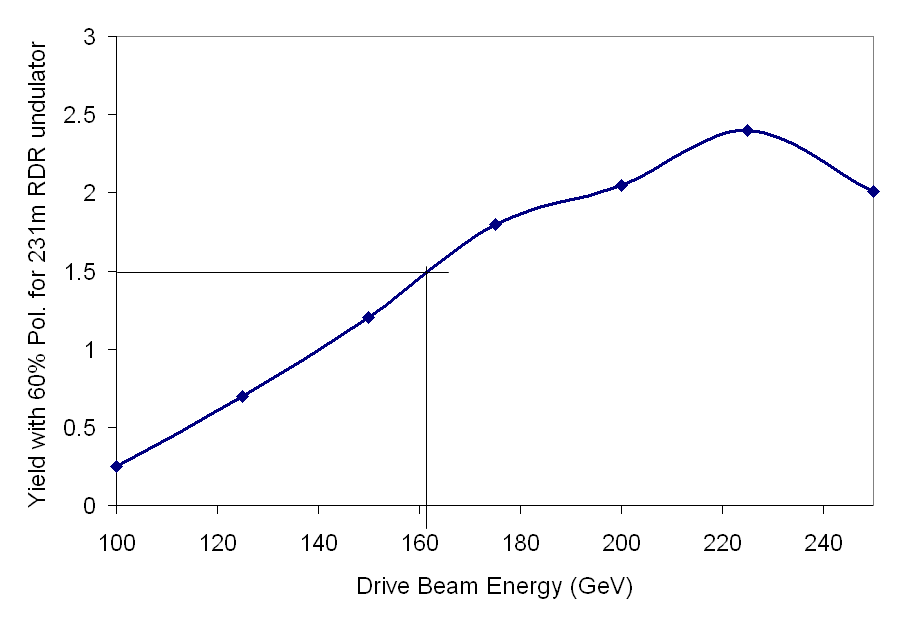 Yield with 60% Pol. for 231m RDR undulator
3
2.5
2
1.5
1
0.5
0
100 120 140 160 180 200 220 240
Drive Beam Energy (GeV)